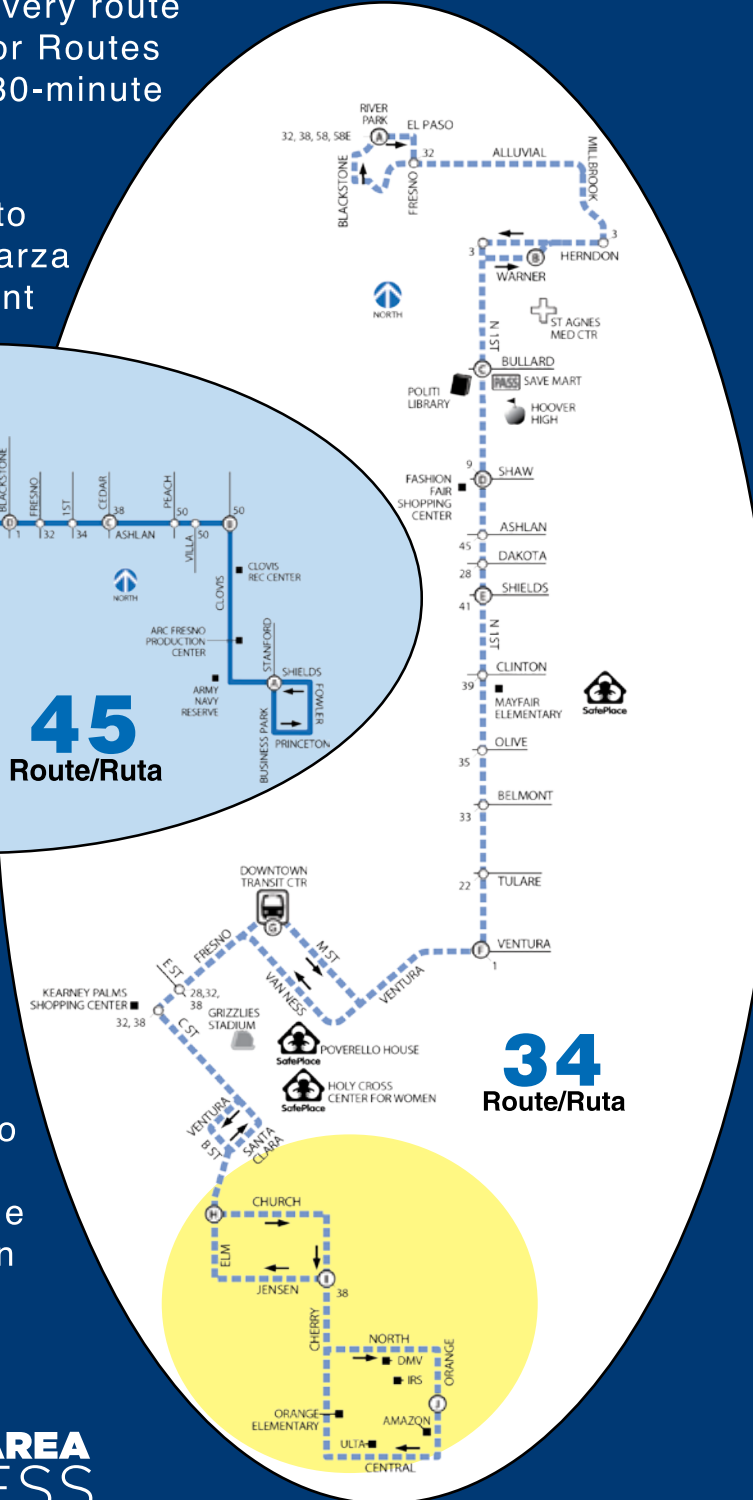 very route
or Routes
30-minute
to
arza
nt
RIVER
PARK
EL PASO
32, 38, 58, 58E
A
32
ALLUVIAL
BLACKSTONE
FRESNO
MILLBROOK
3
3
B
HERNDON
WARNER
NORTH
ST AGNES
MED CTR
N 1ST
BULLARD
C
PASS SAVE MART
POLITI
LIBRARY
HOOVER
HIGH
9
D
SHAW
FASHION
FAIR
SHOPPING
CENTER
ASHLAN
45
DAKOTA
28
SHIELDS
E
41
N 1ST
CLINTON
39
MAYFAIR
ELEMENTARY
SafePlace
OLIVE
35
BELMONT
33
TULARE
22
VENTURA
F
1
BLACKSTONE
FRESNO
1ST
CEDAR
38
PEACH
50
50
D
C
B
1
32
34
ASHLAN
VILLA
50
NORTH
CLOVIS
CLOVIS
REC CENTER
ARC FRESNO
PRODUCTION
CENTER
STANFORD
SHIELDS
A
ARMY
NAVY
RESERVE
FOWLER
BUSINESS PARK
PRINCETON
45
Route/Ruta
DOWNTOWN
TRANSIT CTR
G
FRESNO
M ST
VAN NESS
VENTURA
E ST
28,32,
38
KEARNEY PALMS
SHOPPING CENTER
32, 38
C ST
GRIZZLIES
STADIUM
SafePlace
POVERELLO HOUSE
SafePlace
HOLY CROSS
CENTER FOR WOMEN
34
Route/Ruta
VENTURA
B ST
SANTA
CLARA
o
e
n
H
CHURCH
ELM
JENSEN
I
38
CHERRY
NORTH
DMV
IRS
ORANGE
J
ORANGE
ELEMENTARY
AMAZON
ULTA
CENTRAL
AREA
ESS